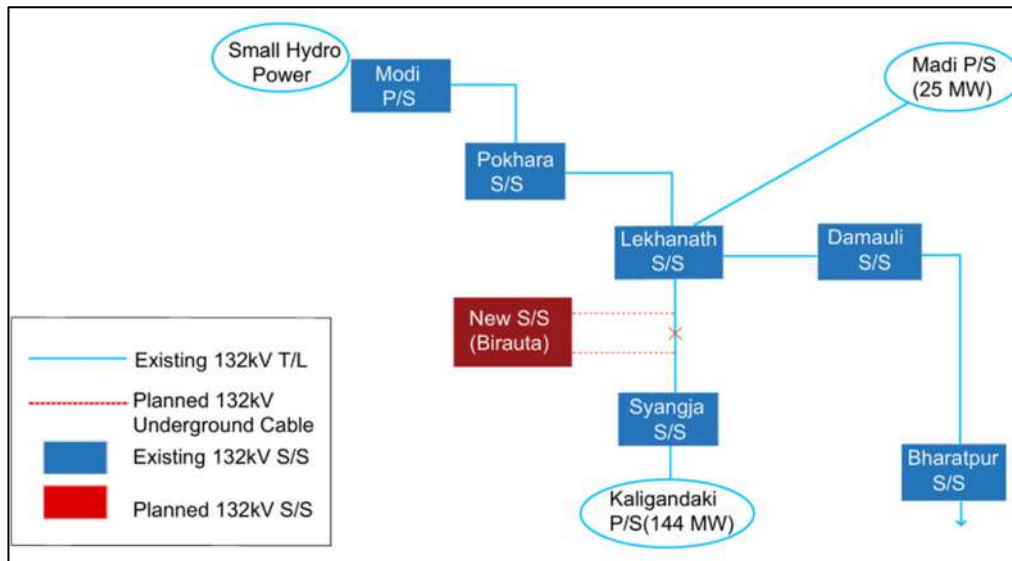 Small Hydro
Power
Modi
P/S
Madi P/S
(25 MW)
Pokhara
S/S
Lekhanath
S/S
Damauli
S/S
New S/S
(Birauta)
Syangja
S/S
Bharatpur
S/S
Kaligandaki
P/S(144 MW)
Existing 132kV T/L
Planned 132kV
Underground Cable
Existing 132kV S/S
Planned 132kV S/S